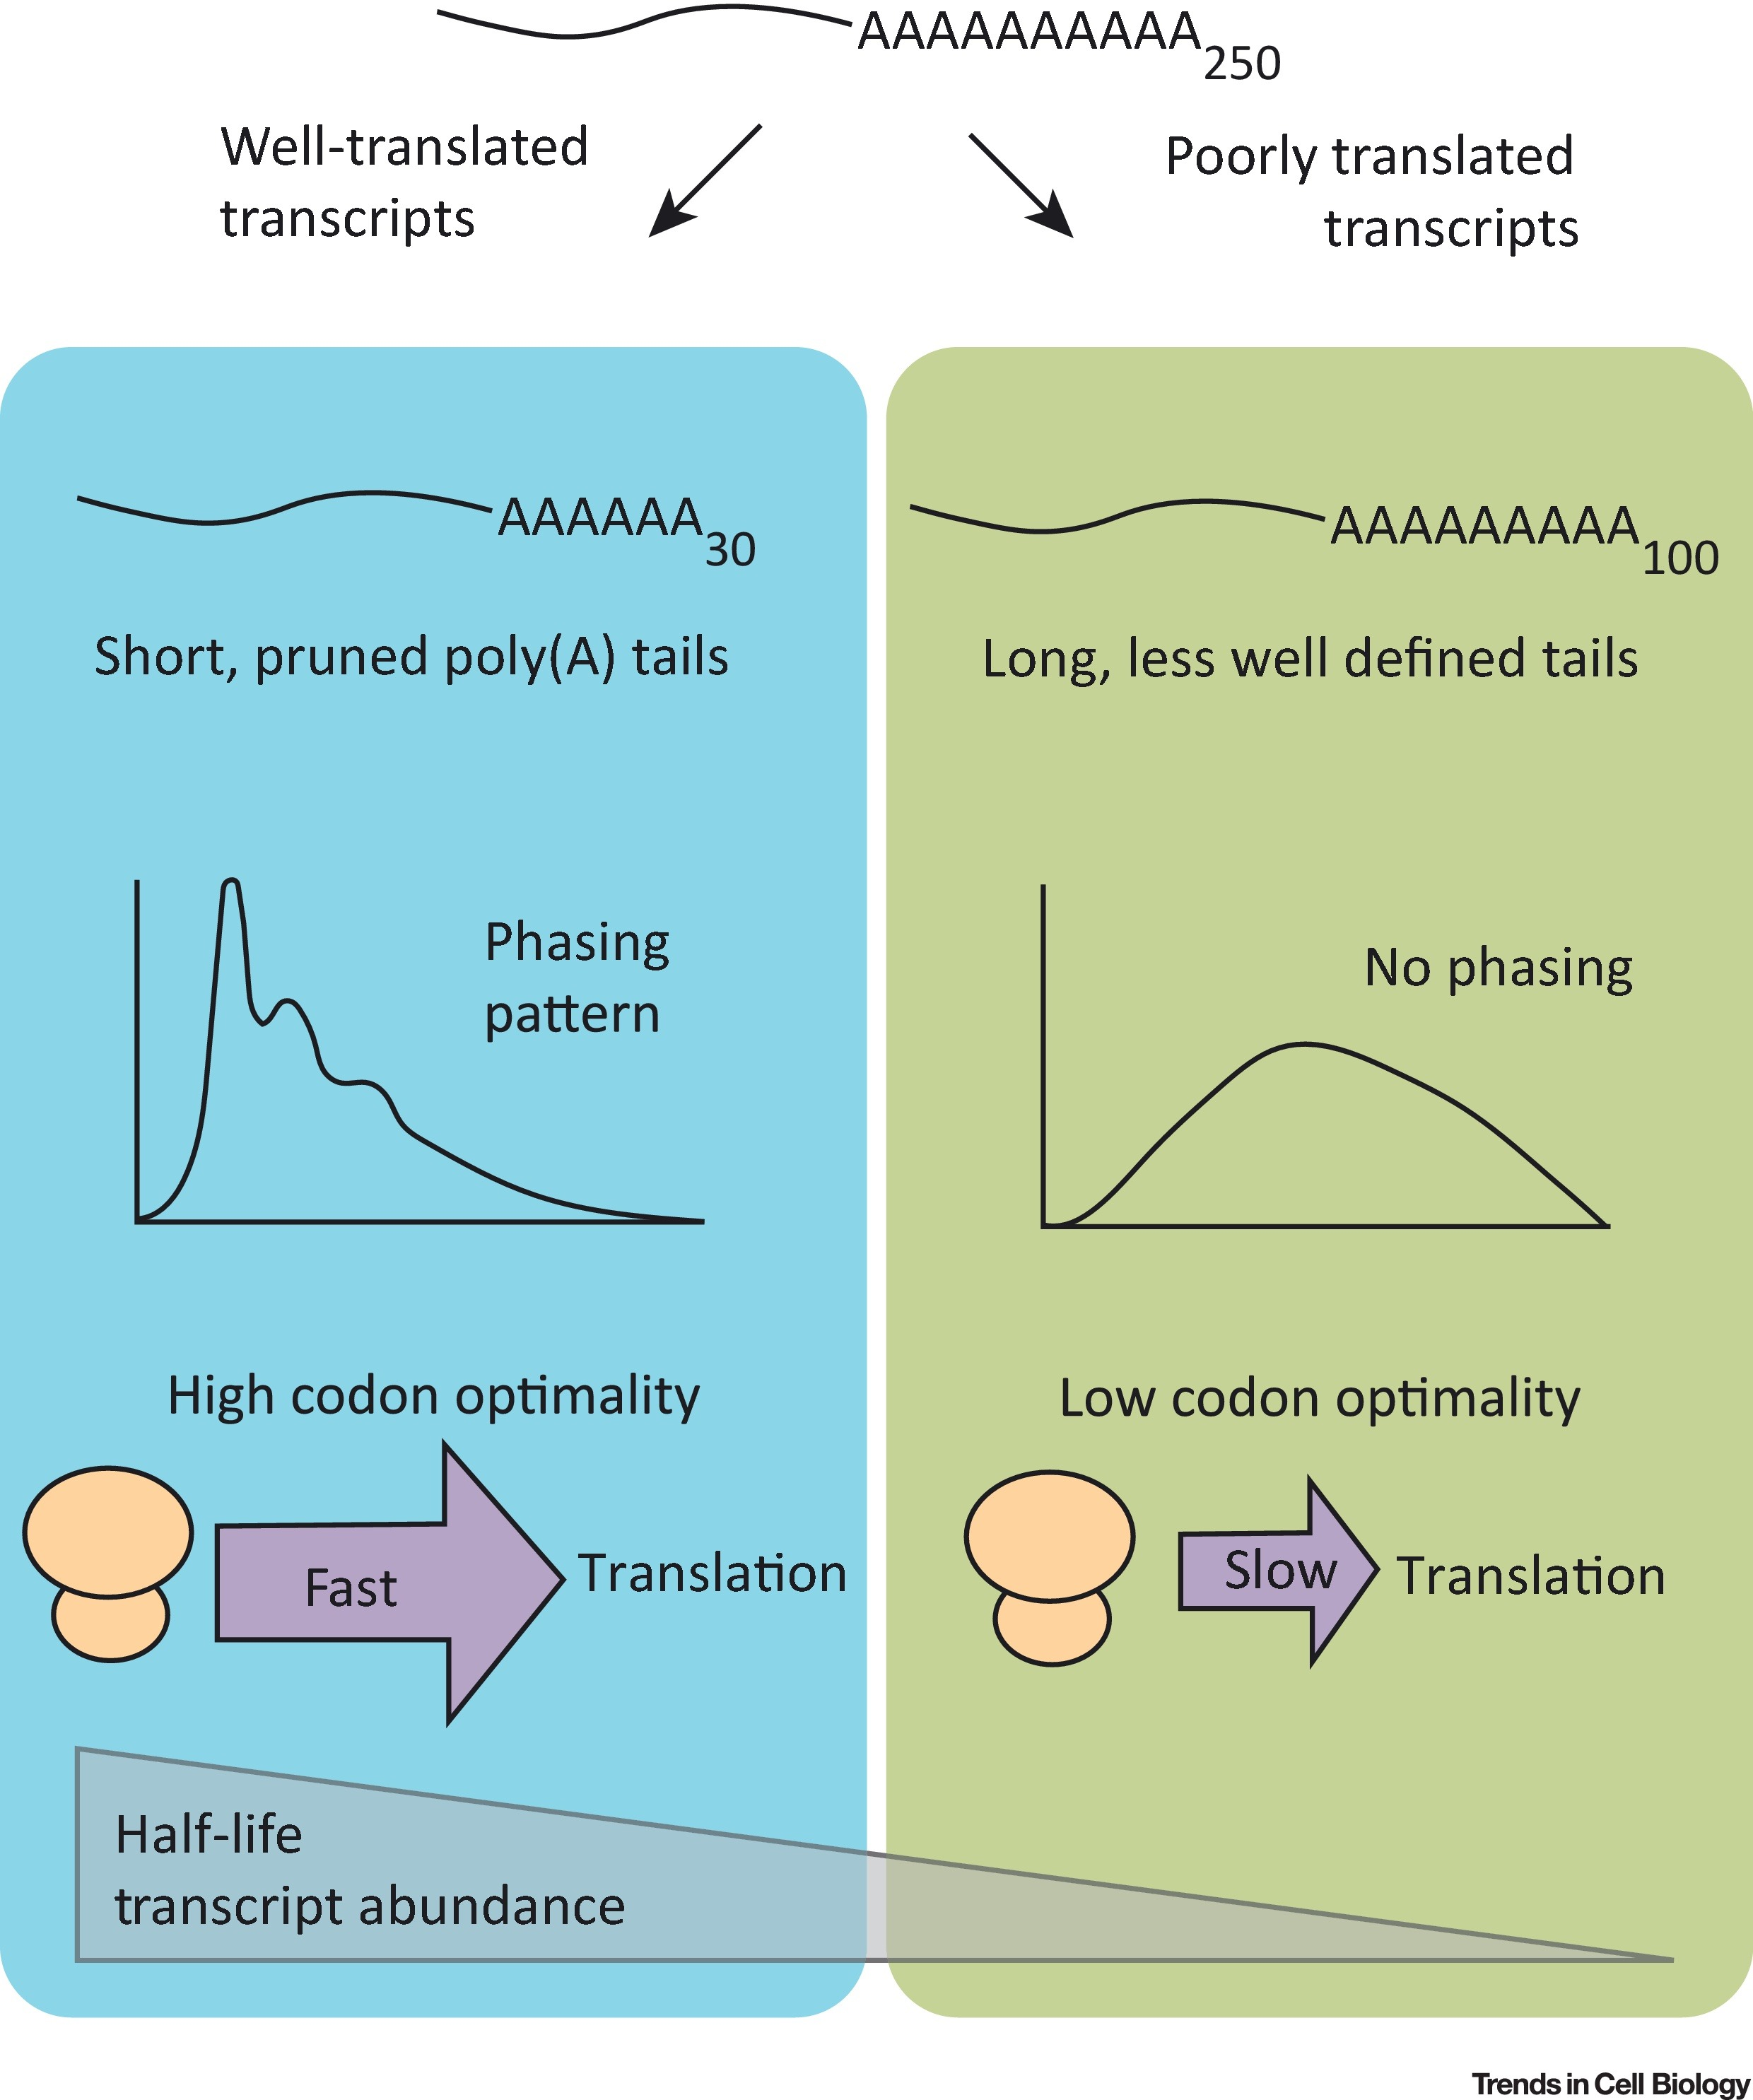 AAAAAAAAAA250
Well-translated
transcripts
Poorly translated
transcripts
AAAAAA30
Short, pruned poly(A) tails
Phasing
pattern
High codon optimality
Fast
Translation
AAAAAAAAA100
Long, less well defined tails
No phasing
Low codon optimality
Slow
Translation
Half-life
transcript abundance
Trends in Cell Biology